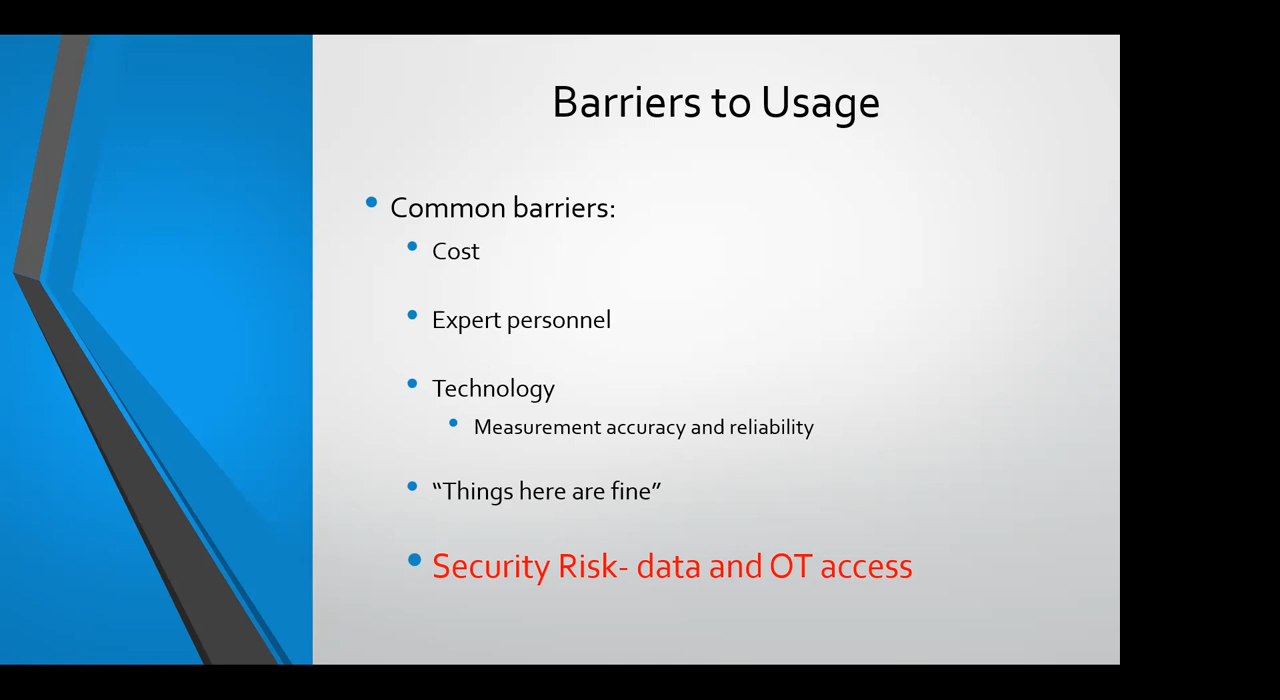 Barriers to Usage
Common barriers:
Cost
Expert personnel
Technology
Measurement accuracy and reliability
“Things here are fine”
Security Risk- data and OT access